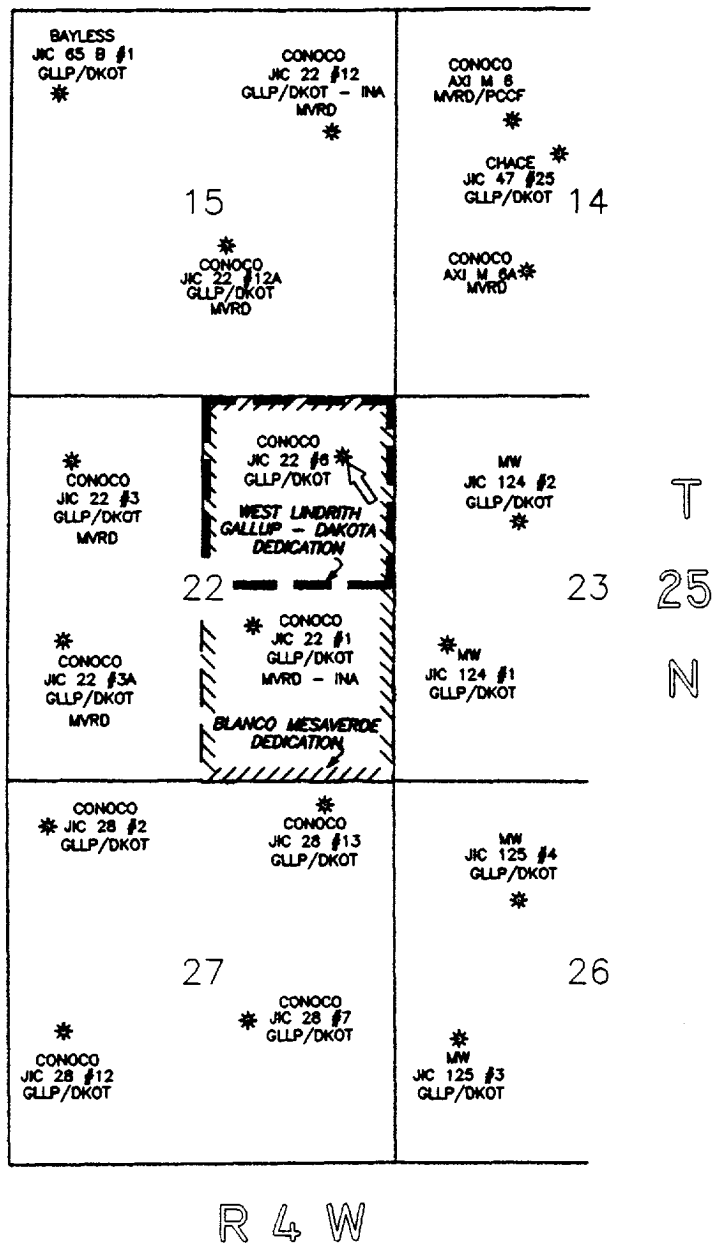 BAYLESS
JIC 65 B #1
GLLP/DKOT
CONOCO
JIC 22 #12
GLLP/DKOT - INA
MVRD
15
CONOCO
JIC 22 #12A
GLLP/DKOT
MVRD
CONOCO
AXI M 6
MVRD/PCCF
CHACE
JIC 47 #25
GLLP/DKOT
14
CONOCO
AXI M 6A
MVRD
CONOCO
JIC 22 #3
GLLP/DKOT
MVRD
CONOCO
JIC 22 #6
GLLP/DKOT
WEST LINDRITH
GALLUP - DAKOTA
DEDICATION
22
CONOCO
JIC 22 #3A
GLLP/DKOT
MVRD
CONOCO
JIC 22 #1
GLLP/DKOT
MVRD - INA
BLANCO MESAVERDE
DEDICATION
MW
JIC 124 #2
GLLP/DKOT
23
MW
JIC 124 #1
GLLP/DKOT
T
25
N
CONOCO
JIC 28 #2
GLLP/DKOT
CONOCO
JIC 28 #13
GLLP/DKOT
27
CONOCO
JIC 28 #12
GLLP/DKOT
CONOCO
JIC 28 #7
GLLP/DKOT
MW
JIC 125 #4
GLLP/DKOT
26
MW
JIC 125 #3
GLLP/DKOT
R 4 W